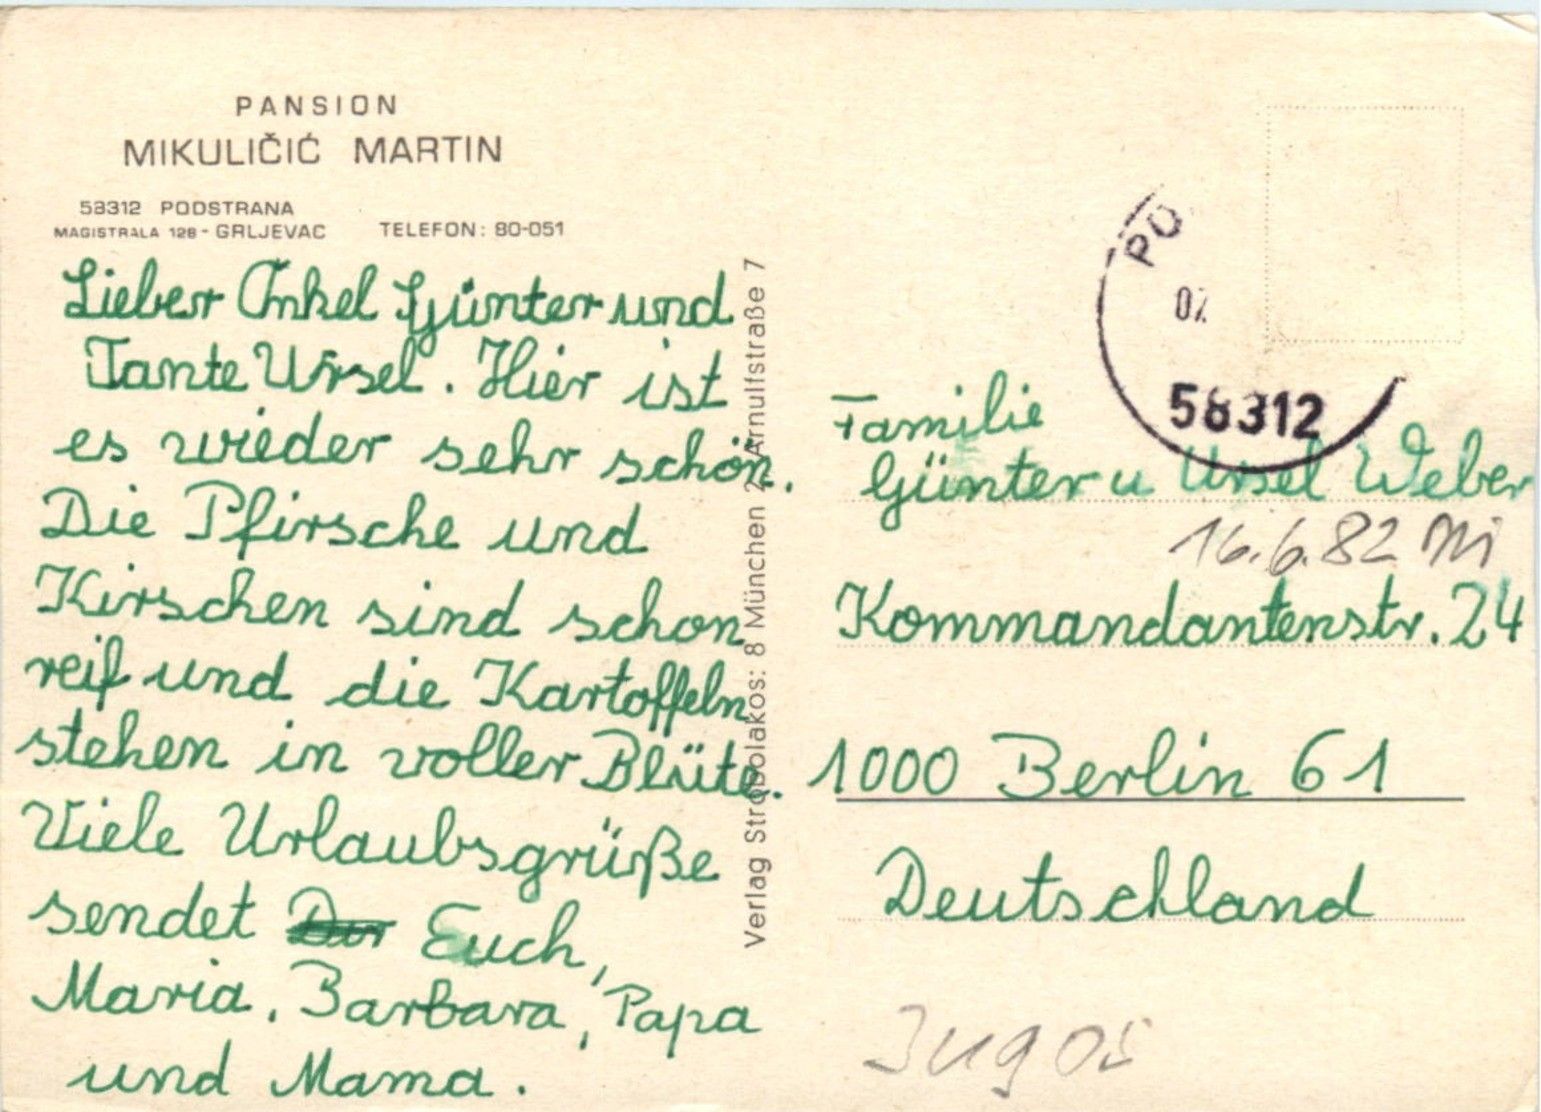 PANSION
MIKULIČIĆ MARTIN
58312 PODSTRANA
MAGISTRALA 128 - GRLJEVAC TELEFON: 80-051
Lieber Onkel Günter und
Tante Ursel. Hier ist
es wieder sehr schön.
Die Pfirsche und
Kirschen sind schon
reif und die Kartoffeln
stehen in voller Blüte.
Viele Urlaubsgrüße
sendet Euch,
Maria, Barbara, Papa
und Mama.
Verlag Strobolakos: 8 München 2 Arnulfstraße 7
PO
07.
58312
Familie
Günter u Ursel Weber
16.6.82 Mi
Kommandantenstr. 24
1000 Berlin 61
Deutschland